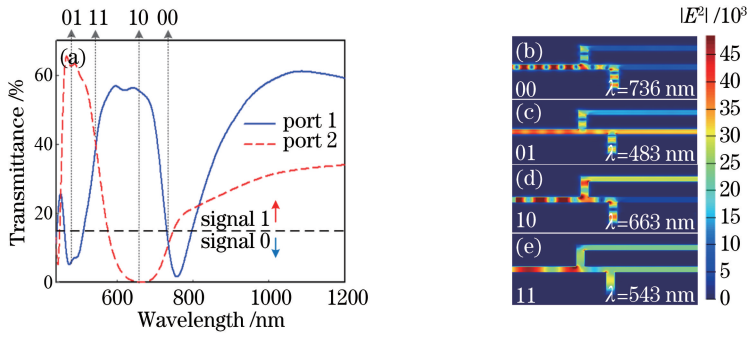 01 11 10 00
(a)
Transmittance /%
60
40
20
0
port 1
port 2
signal 1
signal 0
600 800 1000 1200
Wavelength /nm
|E²| /10³
(b)
00 λ=736 nm
(c)
01 λ=483 nm
(d)
10 λ=663 nm
(e)
11 λ=543 nm
45
40
35
30
25
20
15
10
5
0